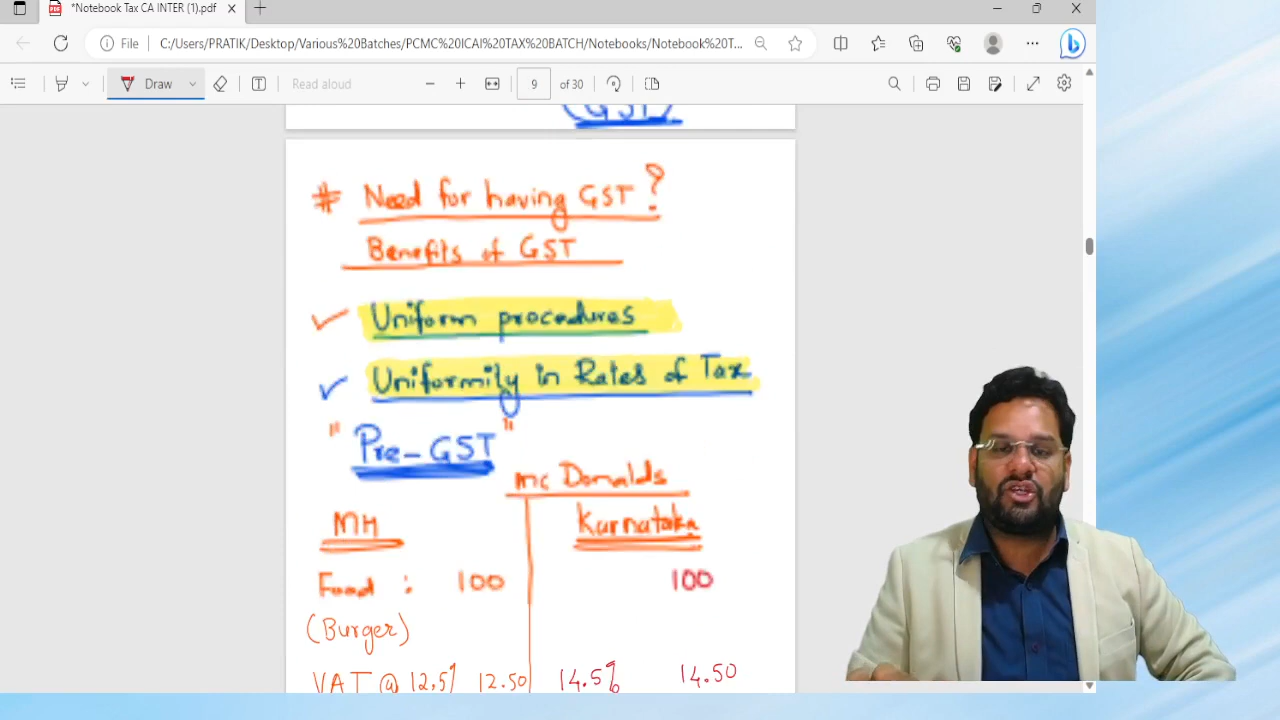 *Notebook Tax CA INTER (1).pdf
File C:/Users/PRATIK/Desktop/Various%20Batches/PCMC%20ICAI%20TAX%20BATCH/Notebooks/Notebook%20T...
Draw Read aloud 9 of 30
(GST)
# Need for having GST?
Benefits of GST
✓ Uniform procedures
✓ Uniformily in Rates of Tax
"Pre-GST"
mc Donalds
MH Karnataka
Food : 100 100
(Burger)
VAT @ 12.5% 12.50 14.5% 14.50